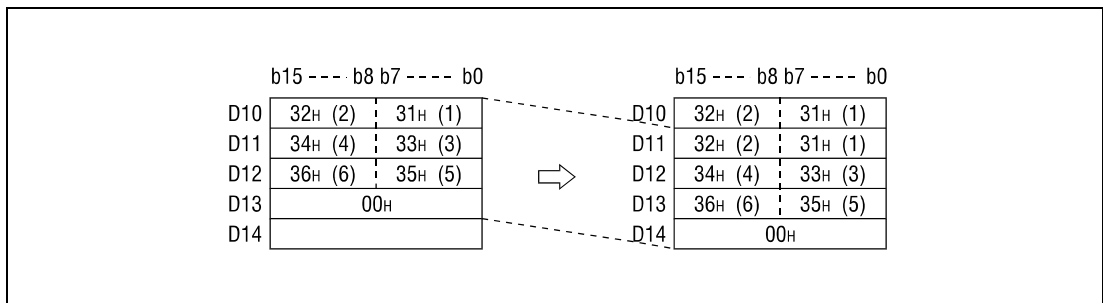 b15 ---- b8 b7 ---- b0 b15 --- b8 b7 ---- b0
D10 32H (2) 31H (1) D10 32H (2) 31H (1)
D11 34H (4) 33H (3) D11 32H (2) 31H (1)
D12 36H (6) 35H (5) D12 34H (4) 33H (3)
D13 00H D13 36H (6) 35H (5)
D14 D14 00H